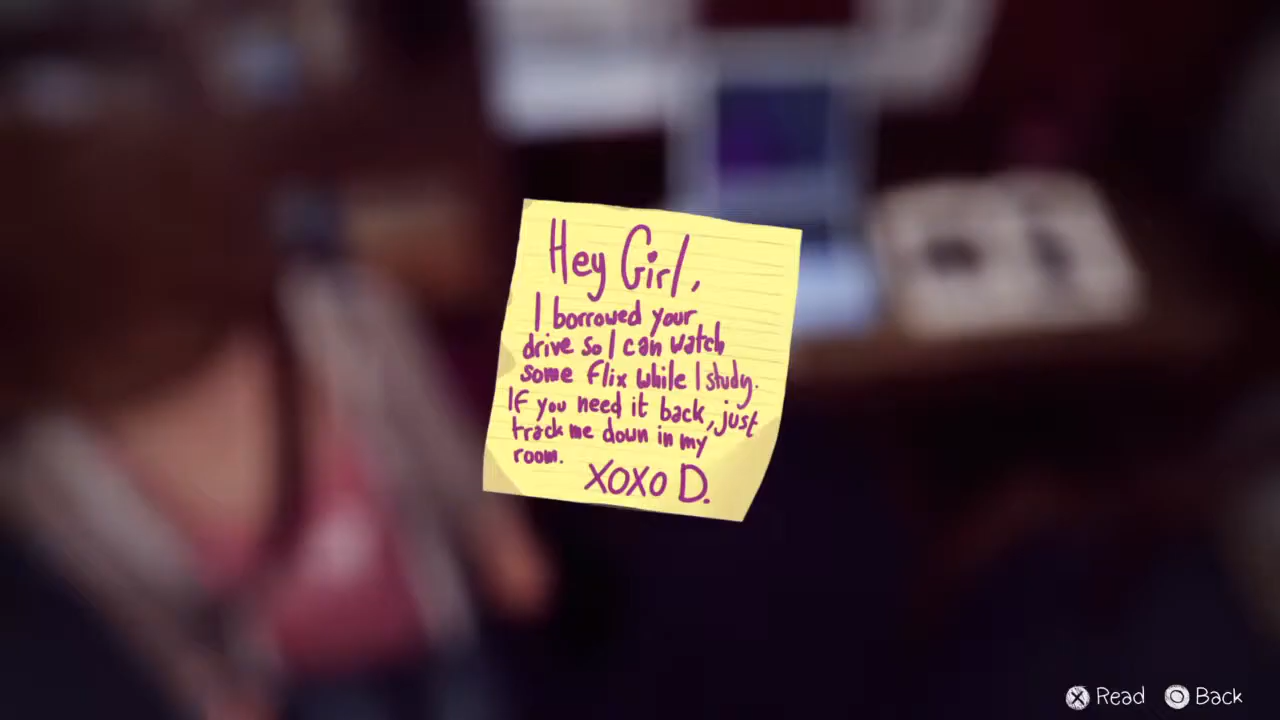 Hey Girl,
I borrowed your
drive so I can watch
some flix while I study.
If you need it back, just
track me down in my
room.
XOXO D.
Read Back